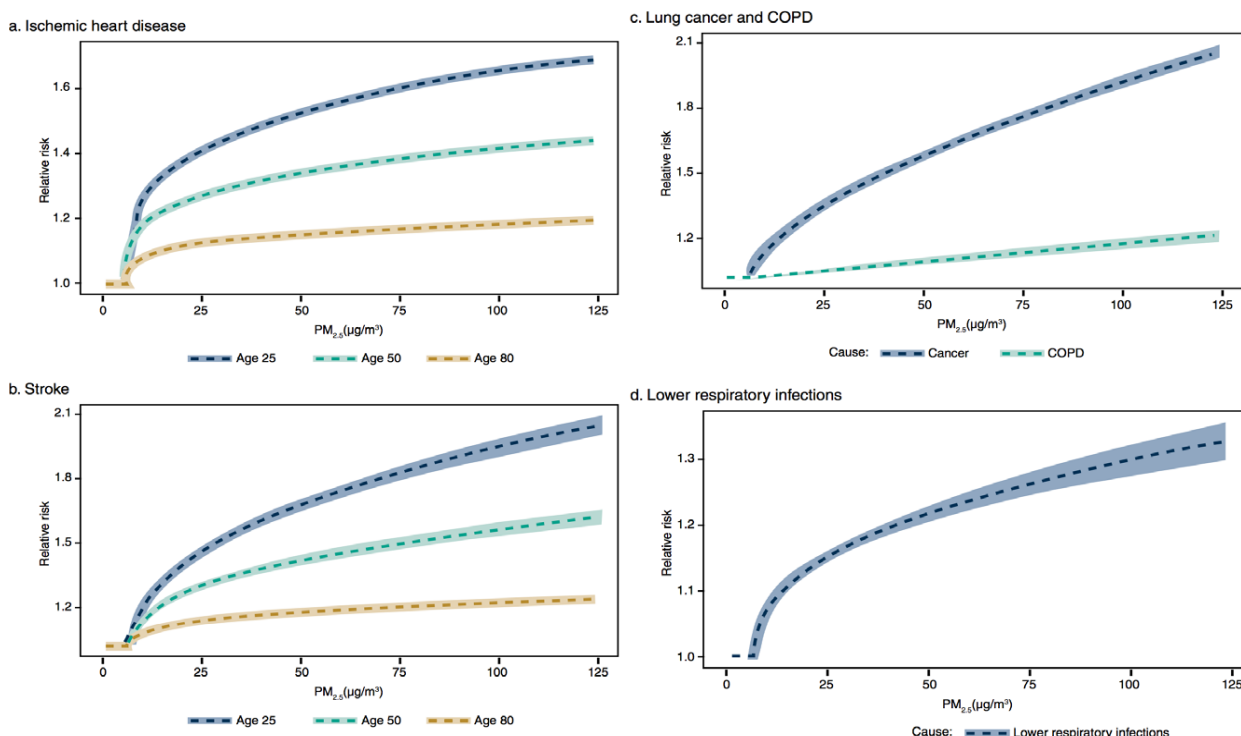 a. Ischemic heart disease
Relative risk
1.6
1.4
1.2
1.0
0 25 50 75 100 125
PM2.5(µg/m³)
Age 25 Age 50 Age 80
b. Stroke
Relative risk
2.1
1.8
1.5
1.2
0 25 50 75 100 125
PM2.5(µg/m³)
Age 25 Age 50 Age 80
c. Lung cancer and COPD
Relative risk
2.1
1.8
1.5
1.2
0 25 50 75 100 125
PM2.5(µg/m³)
Cause: Cancer COPD
d. Lower respiratory infections
Relative risk
1.3
1.2
1.1
1.0
0 25 50 75 100 125
PM2.5(µg/m³)
Cause: Lower respiratory infections